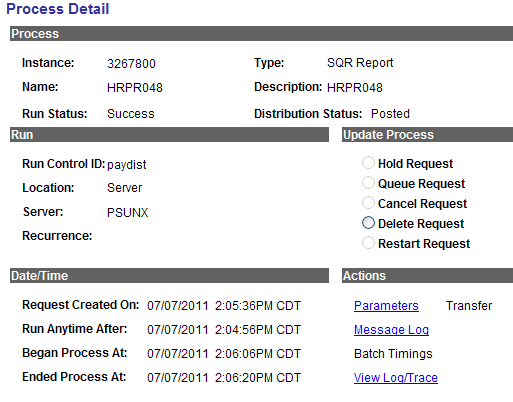 Process Detail
Process
Instance: 3267800 Type: SQR Report
Name: HRPR048 Description: HRPR048
Run Status: Success Distribution Status: Posted
Run Update Process
Run Control ID: paydist Hold Request
Location: Server Queue Request
Server: PSUNX Cancel Request
Recurrence: Delete Request
Restart Request
Date/Time Actions
Request Created On: 07/07/2011 2:05:36PM CDT Parameters Transfer
Run Anytime After: 07/07/2011 2:04:56PM CDT Message Log
Began Process At: 07/07/2011 2:06:06PM CDT Batch Timings
Ended Process At: 07/07/2011 2:06:20PM CDT View Log/Trace